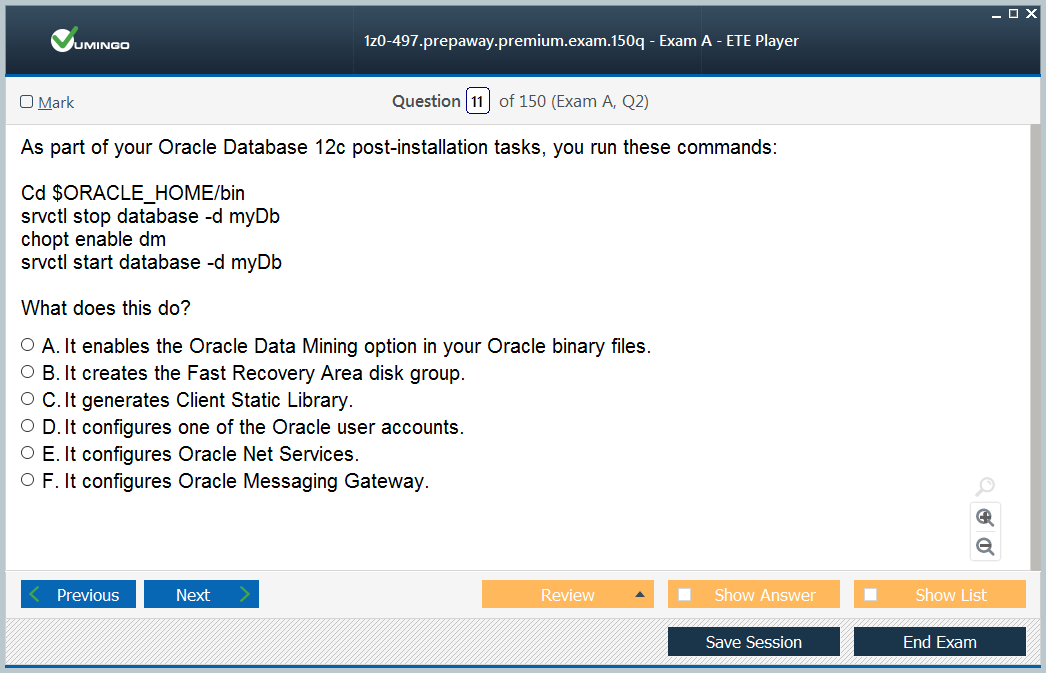 VUMINGO
1z0-497.prepaway.premium.exam.150q - Exam A - ETE Player
Mark
Question 11 of 150 (Exam A, Q2)
As part of your Oracle Database 12c post-installation tasks, you run these commands:
Cd $ORACLE_HOME/bin
srvctl stop database -d myDb
chopt enable dm
srvctl start database -d myDb
What does this do?
A. It enables the Oracle Data Mining option in your Oracle binary files.
B. It creates the Fast Recovery Area disk group.
C. It generates Client Static Library.
D. It configures one of the Oracle user accounts.
E. It configures Oracle Net Services.
F. It configures Oracle Messaging Gateway.
Previous
Next
Review
Show Answer
Show List
Save Session
End Exam